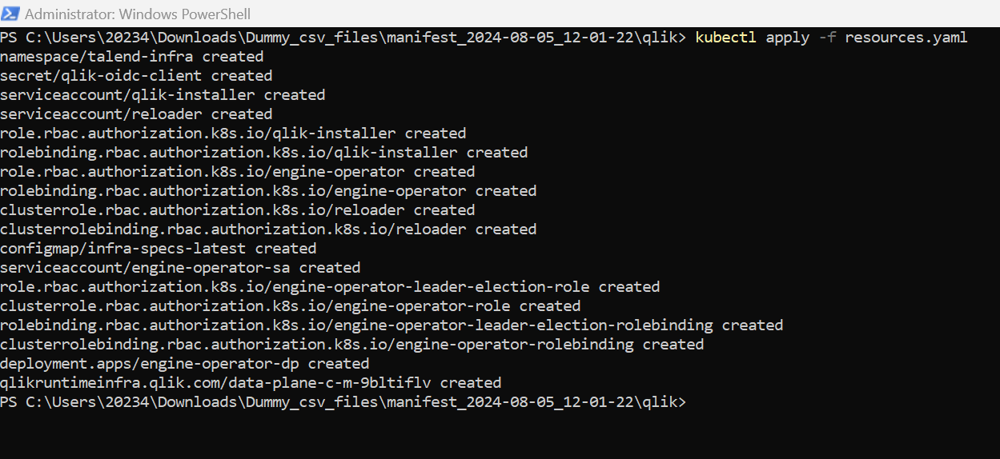 Administrator: Windows PowerShell
PS C:\Users\20234\Downloads\Dummy_csv_files\manifest_2024-08-05_12-01-22\qlik> kubectl apply -f resources.yaml
namespace/talend-infra created
secret/qlik-oidc-client created
serviceaccount/qlik-installer created
serviceaccount/reloader created
role.rbac.authorization.k8s.io/qlik-installer created
rolebinding.rbac.authorization.k8s.io/qlik-installer created
role.rbac.authorization.k8s.io/engine-operator created
rolebinding.rbac.authorization.k8s.io/engine-operator created
clusterrole.rbac.authorization.k8s.io/reloader created
clusterrolebinding.rbac.authorization.k8s.io/reloader created
configmap/infra-specs-latest created
serviceaccount/engine-operator-sa created
role.rbac.authorization.k8s.io/engine-operator-leader-election-role created
clusterrole.rbac.authorization.k8s.io/engine-operator-role created
rolebinding.rbac.authorization.k8s.io/engine-operator-leader-election-rolebinding created
clusterrolebinding.rbac.authorization.k8s.io/engine-operator-rolebinding created
deployment.apps/engine-operator-dp created
qlikruntimeinfra.qlik.com/data-plane-c-m-9bltiflv created
PS C:\Users\20234\Downloads\Dummy_csv_files\manifest_2024-08-05_12-01-22\qlik>